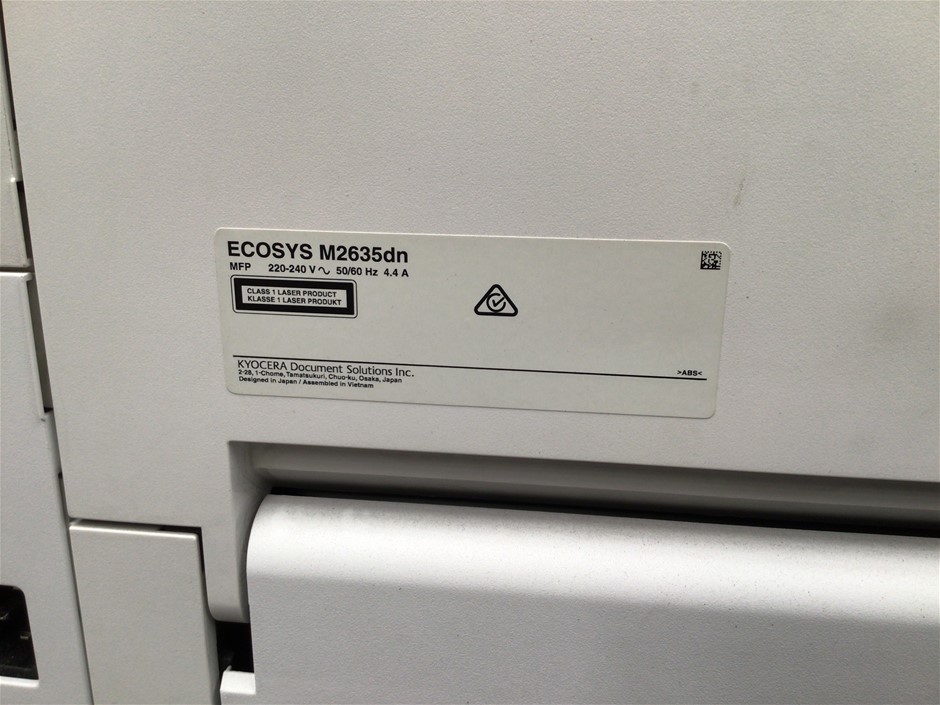 ECOSYS M2635dn
MFP 220-240 V ∿ 50/60 Hz 4.4 A
CLASS 1 LASER PRODUCT
KLASSE 1 LASER PRODUKT
KYOCERA Document Solutions Inc.
2-28, 1-Chome, Tamatsukuri, Chuo-ku, Osaka, Japan
Designed in Japan / Assembled in Vietnam
>ABS<